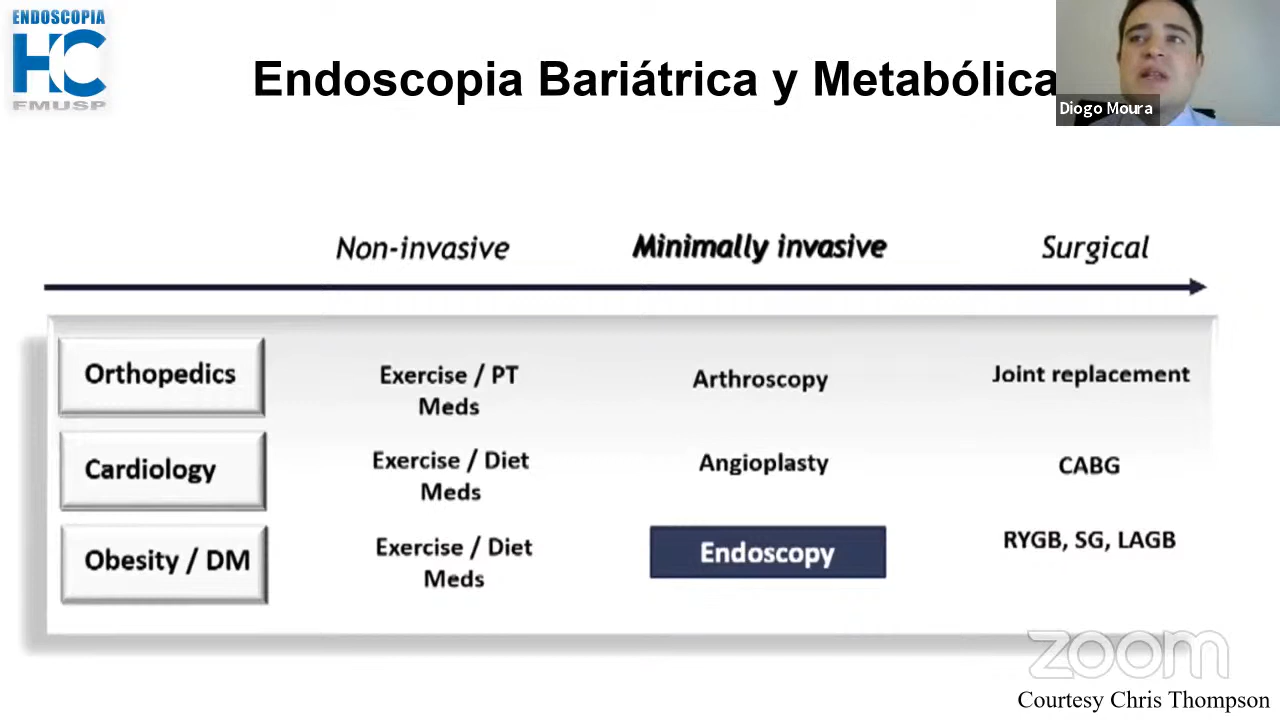 ENDOSCOPIA
HC
FMUSP
Endoscopia Bariátrica y Metabólica
Diogo Moura
Non-invasive
Minimally invasive
Surgical
Orthopedics
Exercise / PT
Meds
Arthroscopy
Joint replacement
Cardiology
Exercise / Diet
Meds
Angioplasty
CABG
Obesity / DM
Exercise / Diet
Meds
Endoscopy
RYGB, SG, LAGB
zoom
Courtesy Chris Thompson